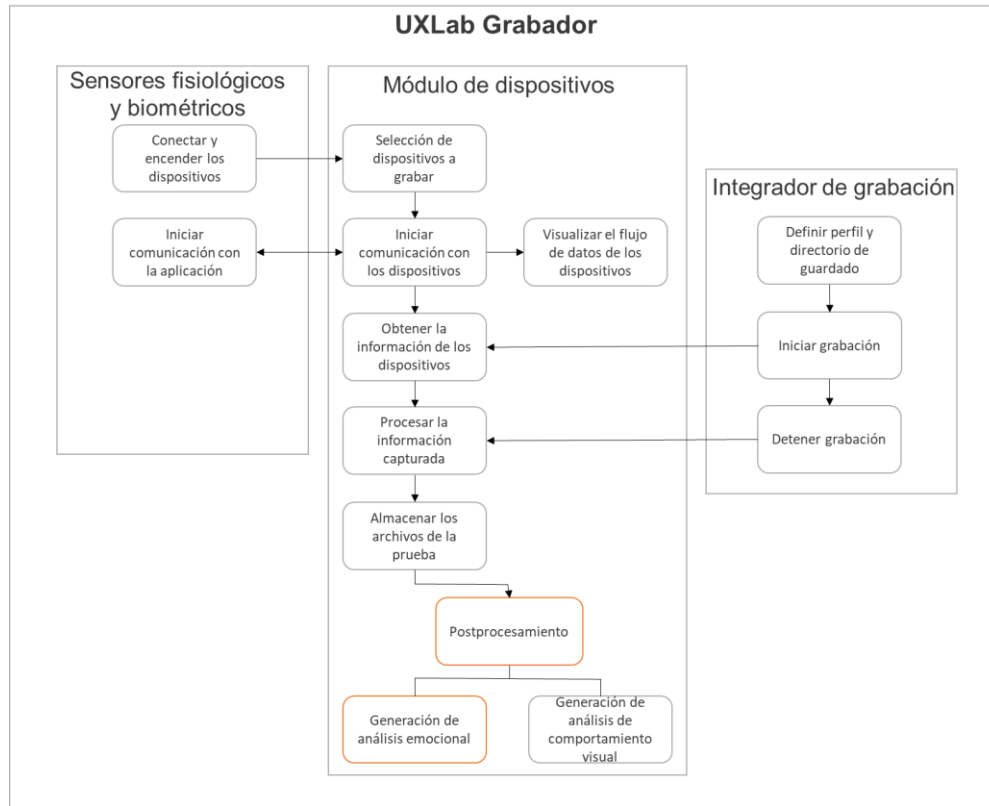 UXLab Grabador
Sensores fisiológicos
y biométricos
Conectar y
encender los
dispositivos
Iniciar
comunicación con
la aplicación
Módulo de dispositivos
Selección de
dispositivos a
grabar
Iniciar
comunicación con
los dispositivos
Visualizar el flujo
de datos de los
dispositivos
Obtener la
información de los
dispositivos
Procesar la
información
capturada
Almacenar los
archivos de la
prueba
Postprocesamiento
Generación de
análisis emocional
Generación de
análisis de
comportamiento
visual
Integrador de grabación
Definir perfil y
directorio de
guardado
Iniciar grabación
Detener grabación